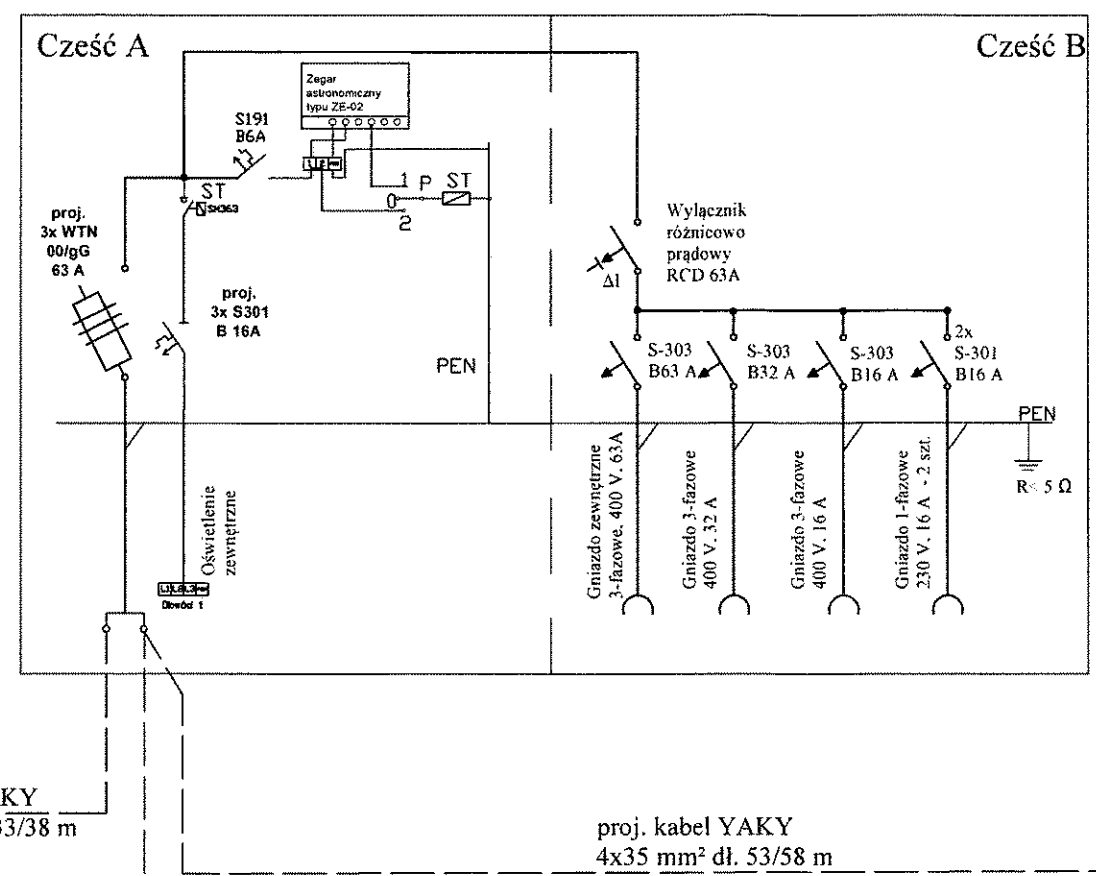 Cześć A
Cześć B
Zegar
astronomiczny
typu ZE-02
S191
B6A
ST
SM363
1
P
ST
0
2
proj.
3x WTN
00/gG
63 A
proj.
3x S301
B 16A
PEN
Wylącznik
różnicowo
prądowy
RCD 63A
ΔI
S-303
B63 A
S-303
B32 A
S-303
B16 A
2x
S-301
B16 A
PEN
R< 5 Ω
Oświetlenie
zewnętrzne
Gniazdo zewnętrzne
3-fazowe. 400 V. 63A
Gniazdo 3-fazowe
400 V. 32 A
Gniazdo 3-fazowe
400 V. 16 A
Gniazdo 1-fazowe
230 V. 16 A - 2 szt.
Obwód 1
KY
33/38 m
proj. kabel YAKY
4x35 mm² dł. 53/58 m